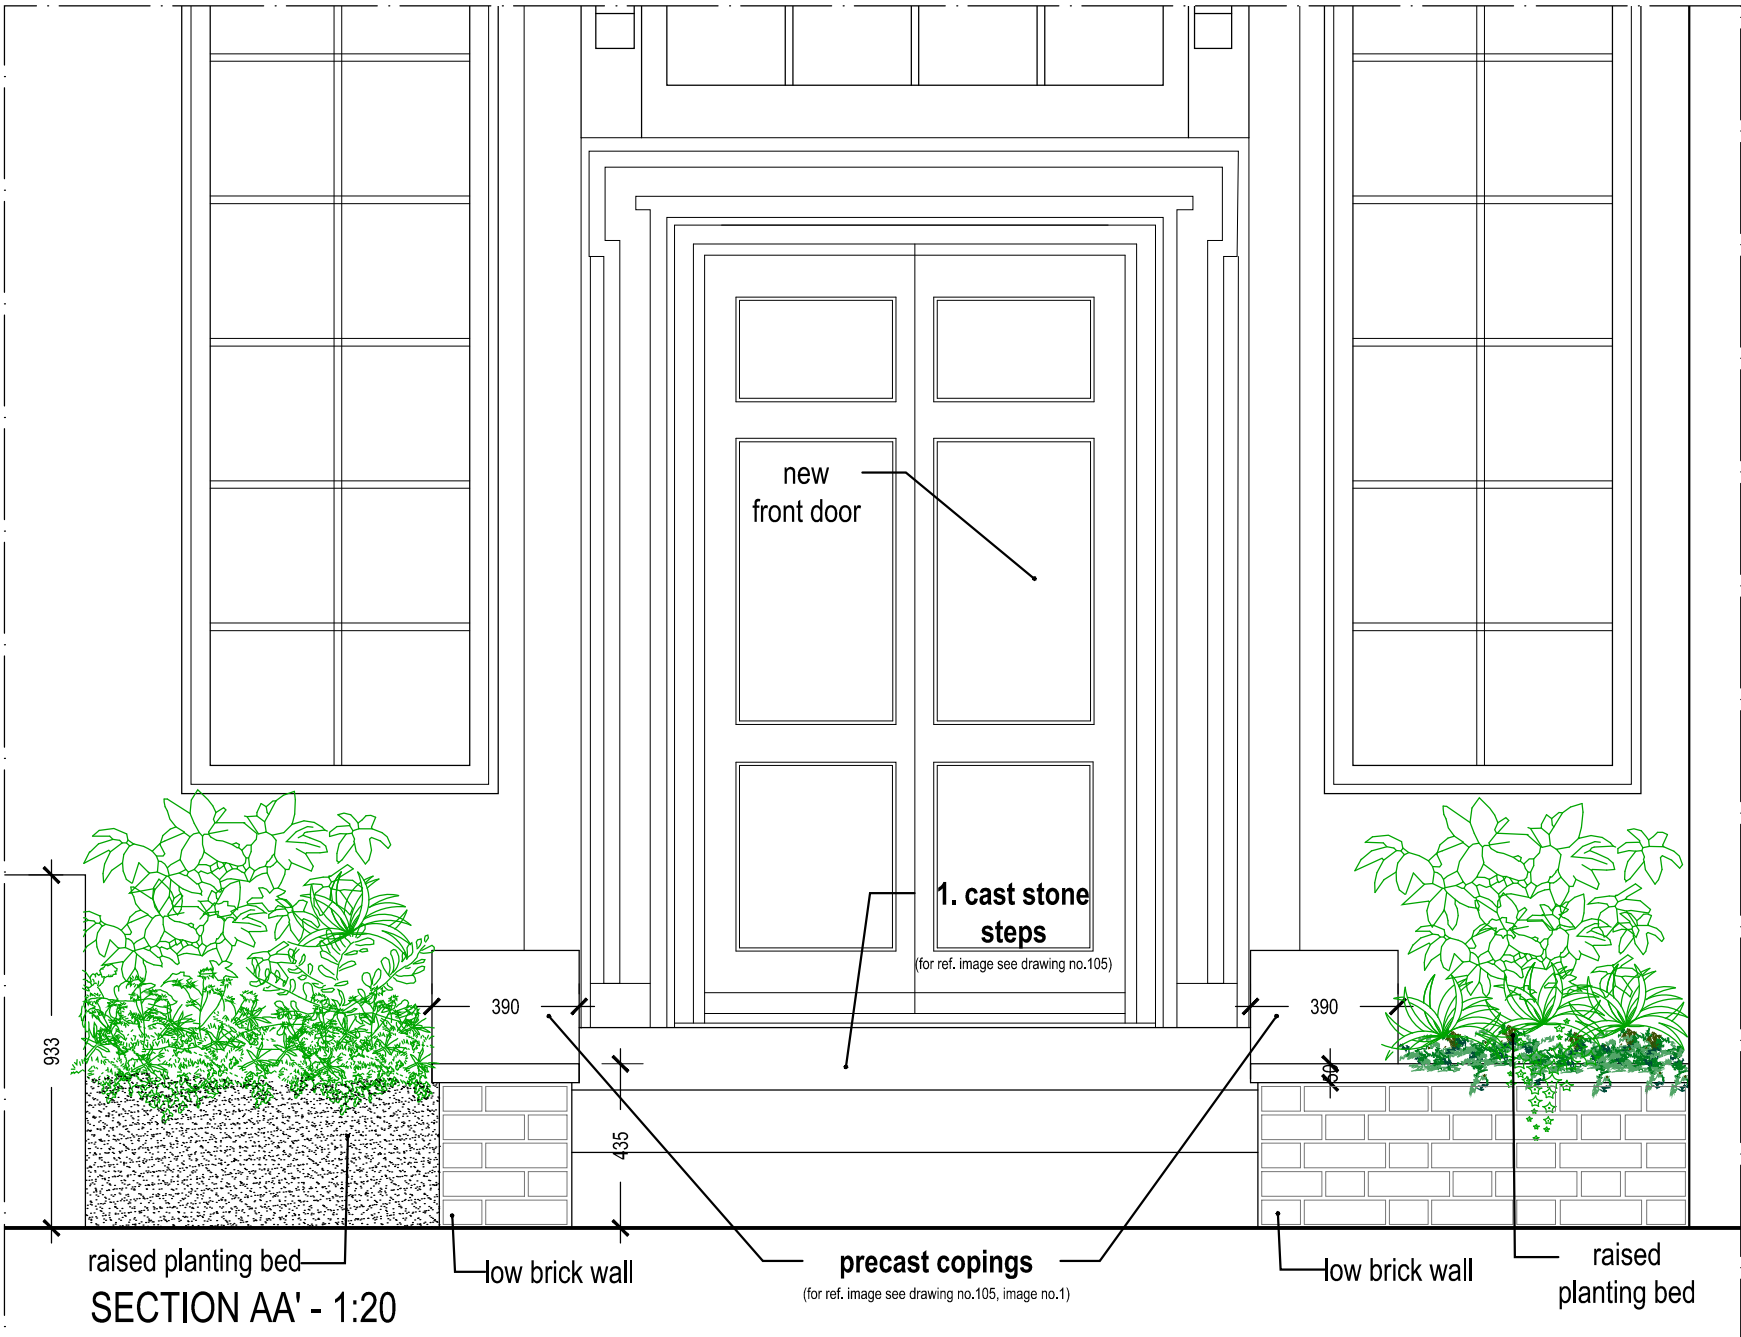 new
front door
1. cast stone
steps
(for ref. image see drawing no.105)
390
390
933
50
435
raised planting bed
low brick wall
precast copings
(for ref. image see drawing no.105, image no.1)
low brick wall
raised
planting bed
SECTION AA' - 1:20